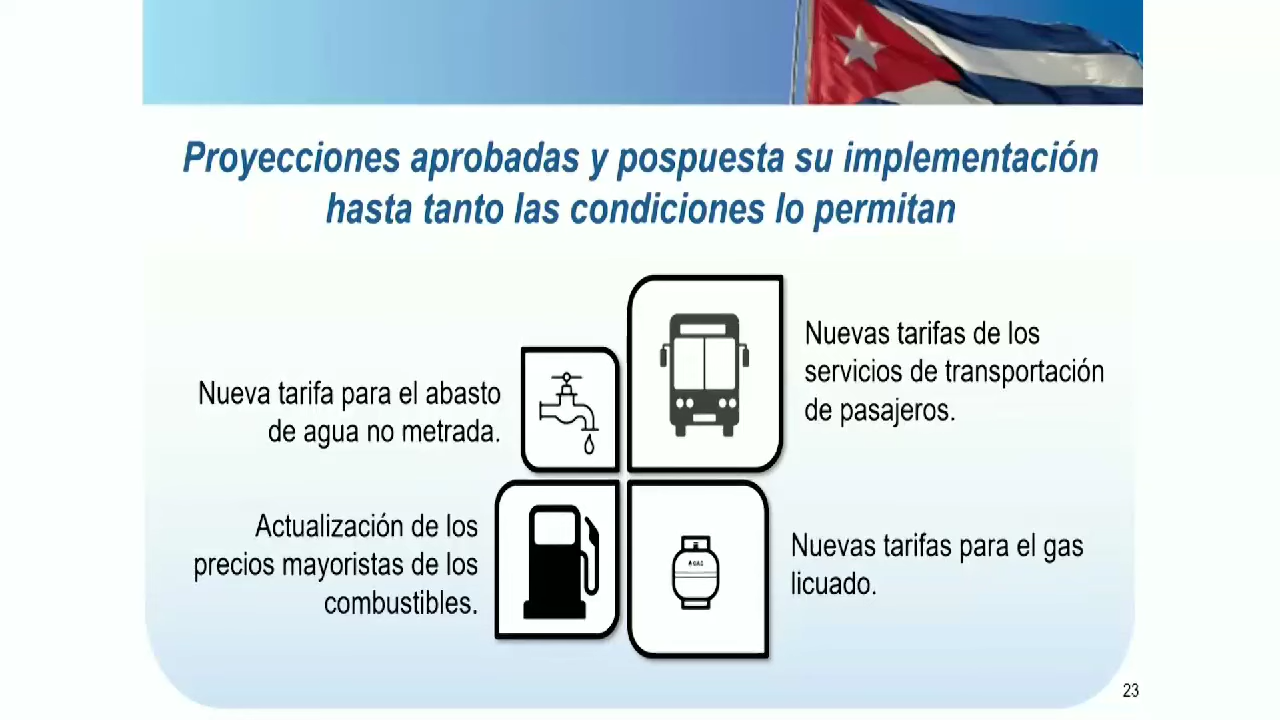 Proyecciones aprobadas y pospuesta su implementación
hasta tanto las condiciones lo permitan
Nueva tarifa para el abasto
de agua no metrada.
Nuevas tarifas de los
servicios de transportación
de pasajeros.
Actualización de los
precios mayoristas de los
combustibles.
GAS
Nuevas tarifas para el gas
licuado.
23